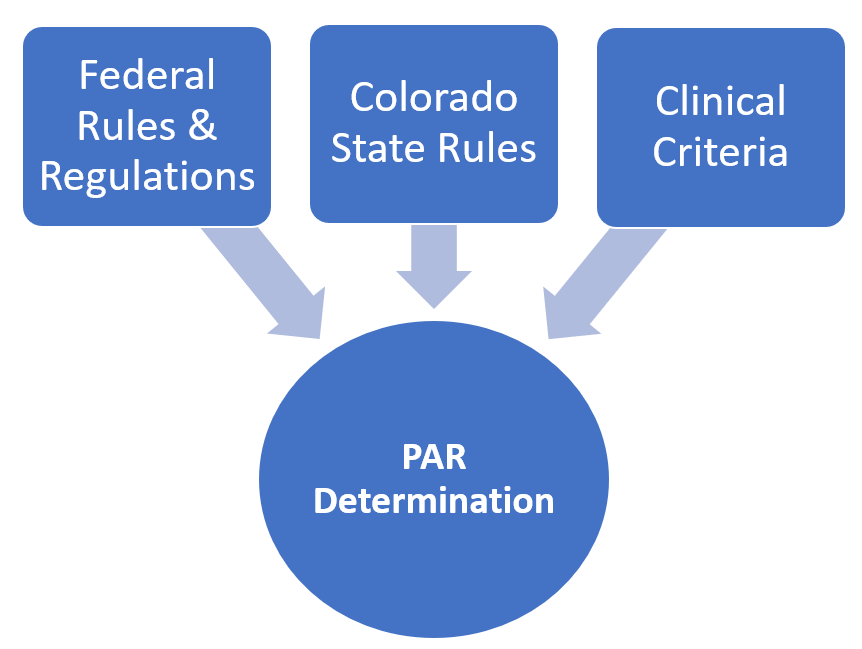 Federal
Rules &
Regulations
Colorado
State Rules
Clinical
Criteria
PAR
Determination